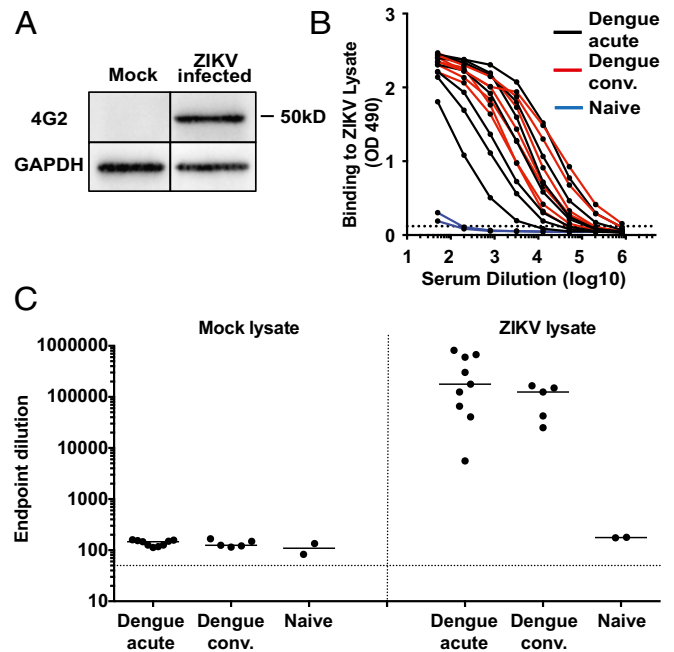 A
Mock
ZIKV
infected
4G2
50kD
GAPDH
B
Binding to ZIKV Lysate
(OD 490)
3
2
1
0
1 2 3 4 5 6
Serum Dilution (log10)
Dengue
acute
Dengue
conv.
Naive
C
Mock lysate
ZIKV lysate
Endpoint dilution
1000000
100000
10000
1000
100
10
Dengue
acute
Dengue
conv.
Naive
Dengue
acute
Dengue
conv.
Naive